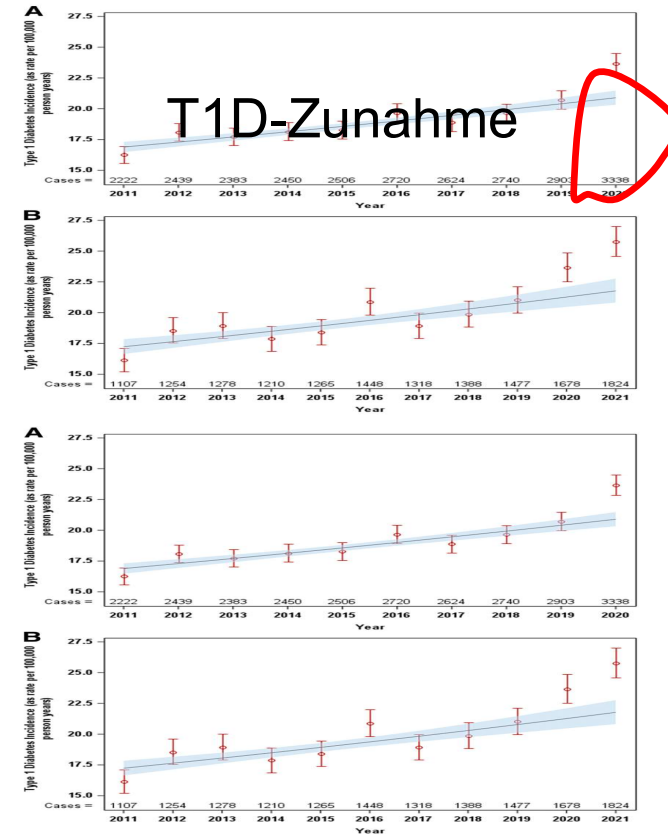 A
27.5
25.0
22.5
20.0
17.5
15.0
Type 1 Diabetes Incidence (as rate per 100,000
person years)
T1D-Zunahme
Cases = 2222 2439 2383 2450 2506 2720 2624 2740 2903 3338
2011 2012 2013 2014 2015 2016 2017 2018 2019
Year
B
27.5
25.0
22.5
20.0
17.5
15.0
Type 1 Diabetes Incidence (as rate per 100,000
person years)
Cases = 1107 1254 1278 1210 1265 1448 1318 1388 1477 1678 1824
2011 2012 2013 2014 2015 2016 2017 2018 2019 2020 2021
Year
A
27.5
25.0
22.5
20.0
17.5
15.0
Type 1 Diabetes Incidence (as rate per 100,000
person years)
Cases = 2222 2439 2383 2450 2506 2720 2624 2740 2903 3338
2011 2012 2013 2014 2015 2016 2017 2018 2019 2020
Year
B
27.5
25.0
22.5
20.0
17.5
15.0
Type 1 Diabetes Incidence (as rate per 100,000
person years)
Cases = 1107 1254 1278 1210 1265 1448 1318 1388 1477 1678 1824
2011 2012 2013 2014 2015 2016 2017 2018 2019 2020 2021
Year